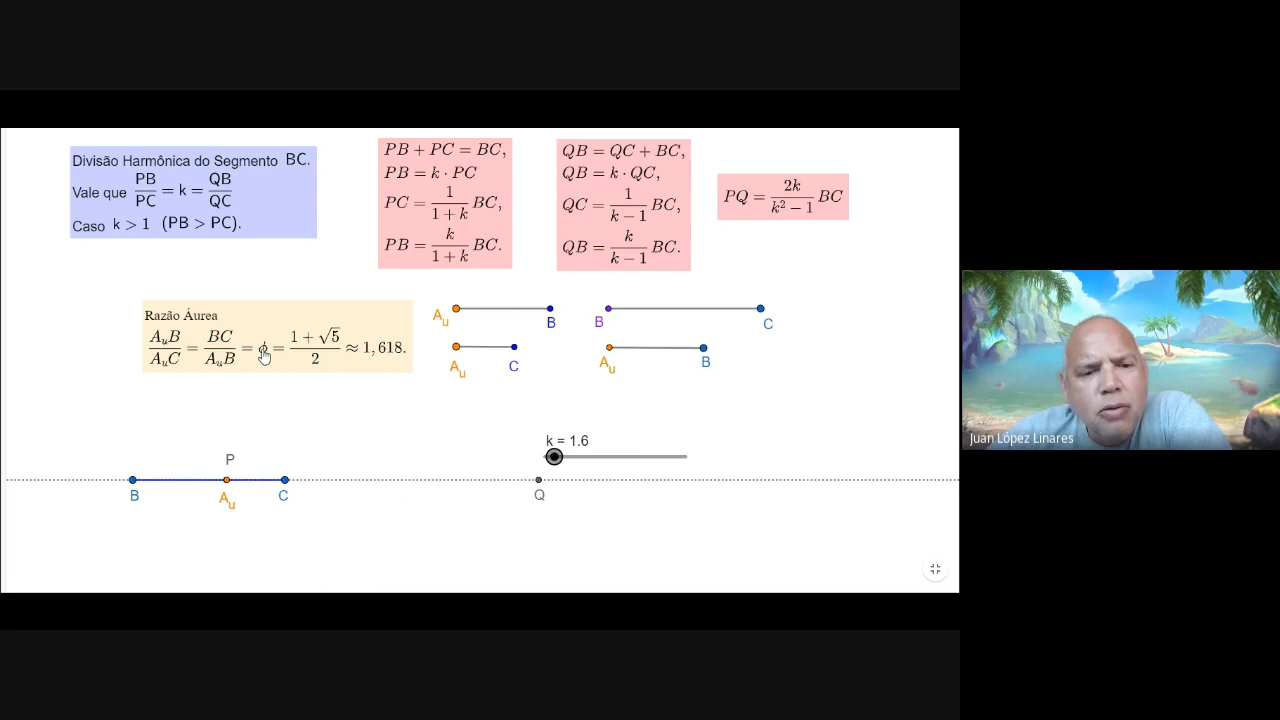 Divisão Harmônica do Segmento BC.
Vale que PB/PC = k = QB/QC
Caso k > 1 (PB > PC).
PB + PC = BC,
PB = k · PC
PC = 1/(1 + k) BC,
PB = k/(1 + k) BC.
QB = QC + BC,
QB = k · QC,
QC = 1/(k − 1) BC,
QB = k/(k − 1) BC.
PQ = 2k/(k² − 1) BC
Razão Áurea
AᵤB/AᵤC = BC/AᵤB = ϕ = (1 + √5)/2 ≈ 1,618.
Aᵤ B
B C
Aᵤ C
Aᵤ B
k = 1.6
P
B Aᵤ C Q
Juan López Linares